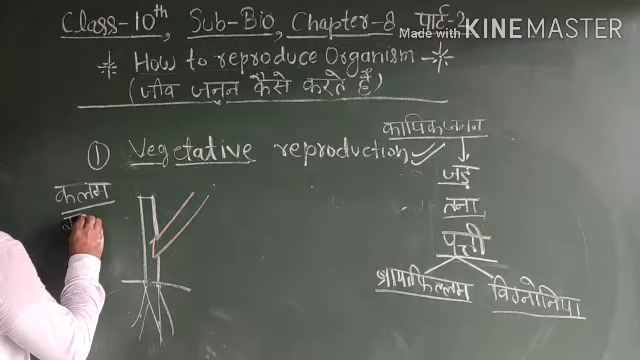 Class-10th, Sub-Bio, Chapter-8, पार्ट-2
Made with KINEMASTER
How to reproduce Organism
(जीव जनन कैसे करते हैं)
कायिक जनन
① Vegetative reproduction
जड़
कलम
तना
पत्ती
ब्रायोफिल्लम
विग्नोनिया